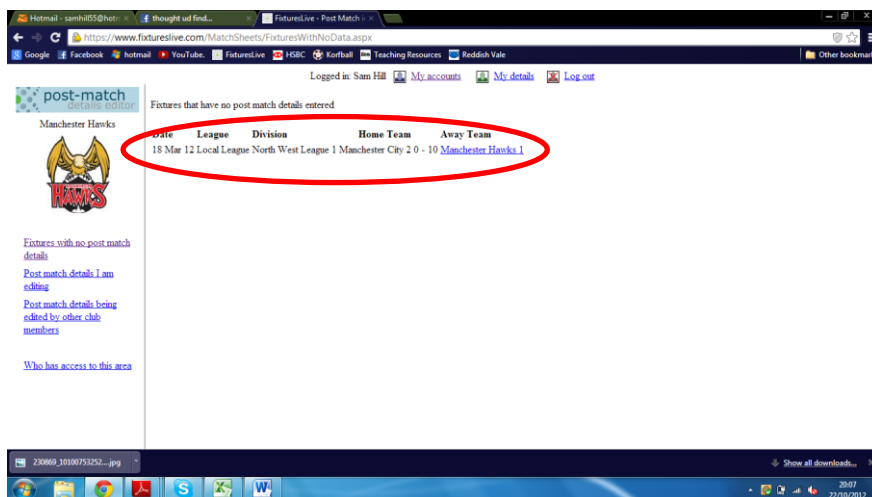 Hotmail - samhill55@hotm
thought ud find...
FixturesLive - Post Match i
https://www.fixtureslive.com/MatchSheets/FixturesWithNoData.aspx
Google Facebook hotmail YouTube. FixturesLive HSBC Korfball Teaching Resources Reddish Vale Other bookmar
Logged in: Sam Hill My accounts My details Log out
post-match
details editor
Manchester Hawks
HAWKS
Fixtures that have no post match details entered
Date League Division Home Team Away Team
18 Mar 12 Local League North West League 1 Manchester City 2 0 - 10 Manchester Hawks 1
Fixtures with no post match
details
Post match details I am
editing
Post match details being
edited by other club
members
Who has access to this area
230869_10100753252....jpg
Show all downloads...
20:07
22/10/2012